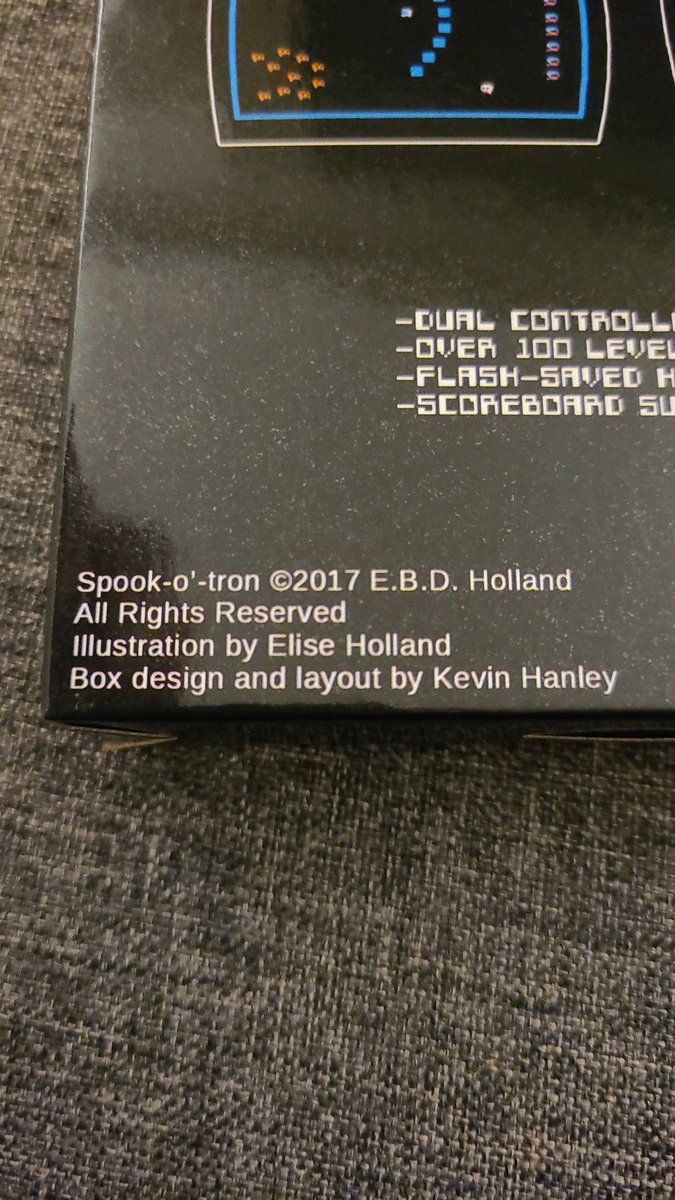 -DUAL
-OVER 100
-FLASH-SAVED
-SCOREBOARD
Spook-o'-tron ©2017 E.B.D. Holland
All Rights Reserved
Illustration by Elise Holland
Box design and layout by Kevin Hanley